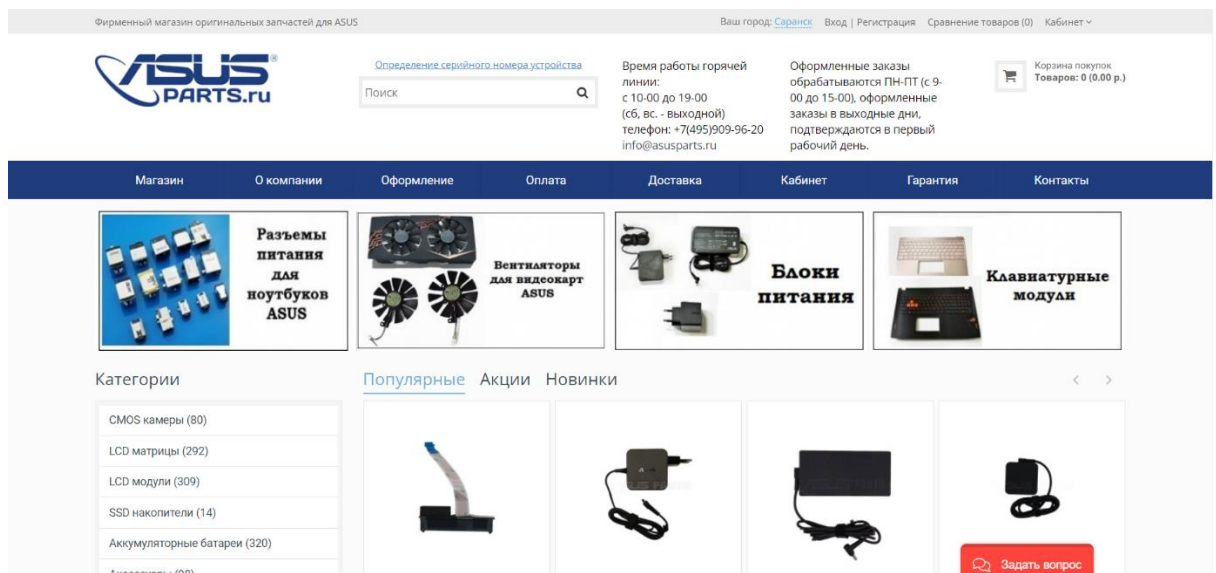 Фирменный магазин оригинальных запчастей для ASUS
Ваш город: Саранск Вход | Регистрация Сравнение товаров (0) Кабинет
ASUS®
PARTS.ru
Определение серийного номера устройства
Поиск
Время работы горячей
линии:
с 10-00 до 19-00
(сб, вс. - выходной)
телефон: +7(495)909-96-20
info@asusparts.ru
Оформленные заказы
обрабатываются ПН-ПТ (с 9-
00 до 15-00), оформленные
заказы в выходные дни,
подтверждаются в первый
рабочий день.
Корзина покупок
Товаров: 0 (0.00 р.)
Магазин О компании Оформление Оплата Доставка Кабинет Гарантия Контакты
Разъемы
питания
для
ноутбуков
ASUS
Вентиляторы
для видеокарт
ASUS
Блоки
питания
Клавиатурные
модули
Категории
Популярные Акции Новинки
CMOS камеры (80)
LCD матрицы (292)
LCD модули (309)
SSD накопители (14)
Аккумуляторные батареи (320)
Задать вопрос